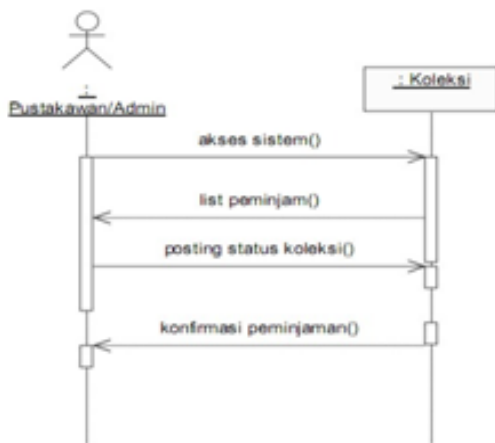 :
Pustakawan/Admin
: Koleksi
akses sistem()
list peminjam()
posting status koleksi()
konfirmasi peminjaman()